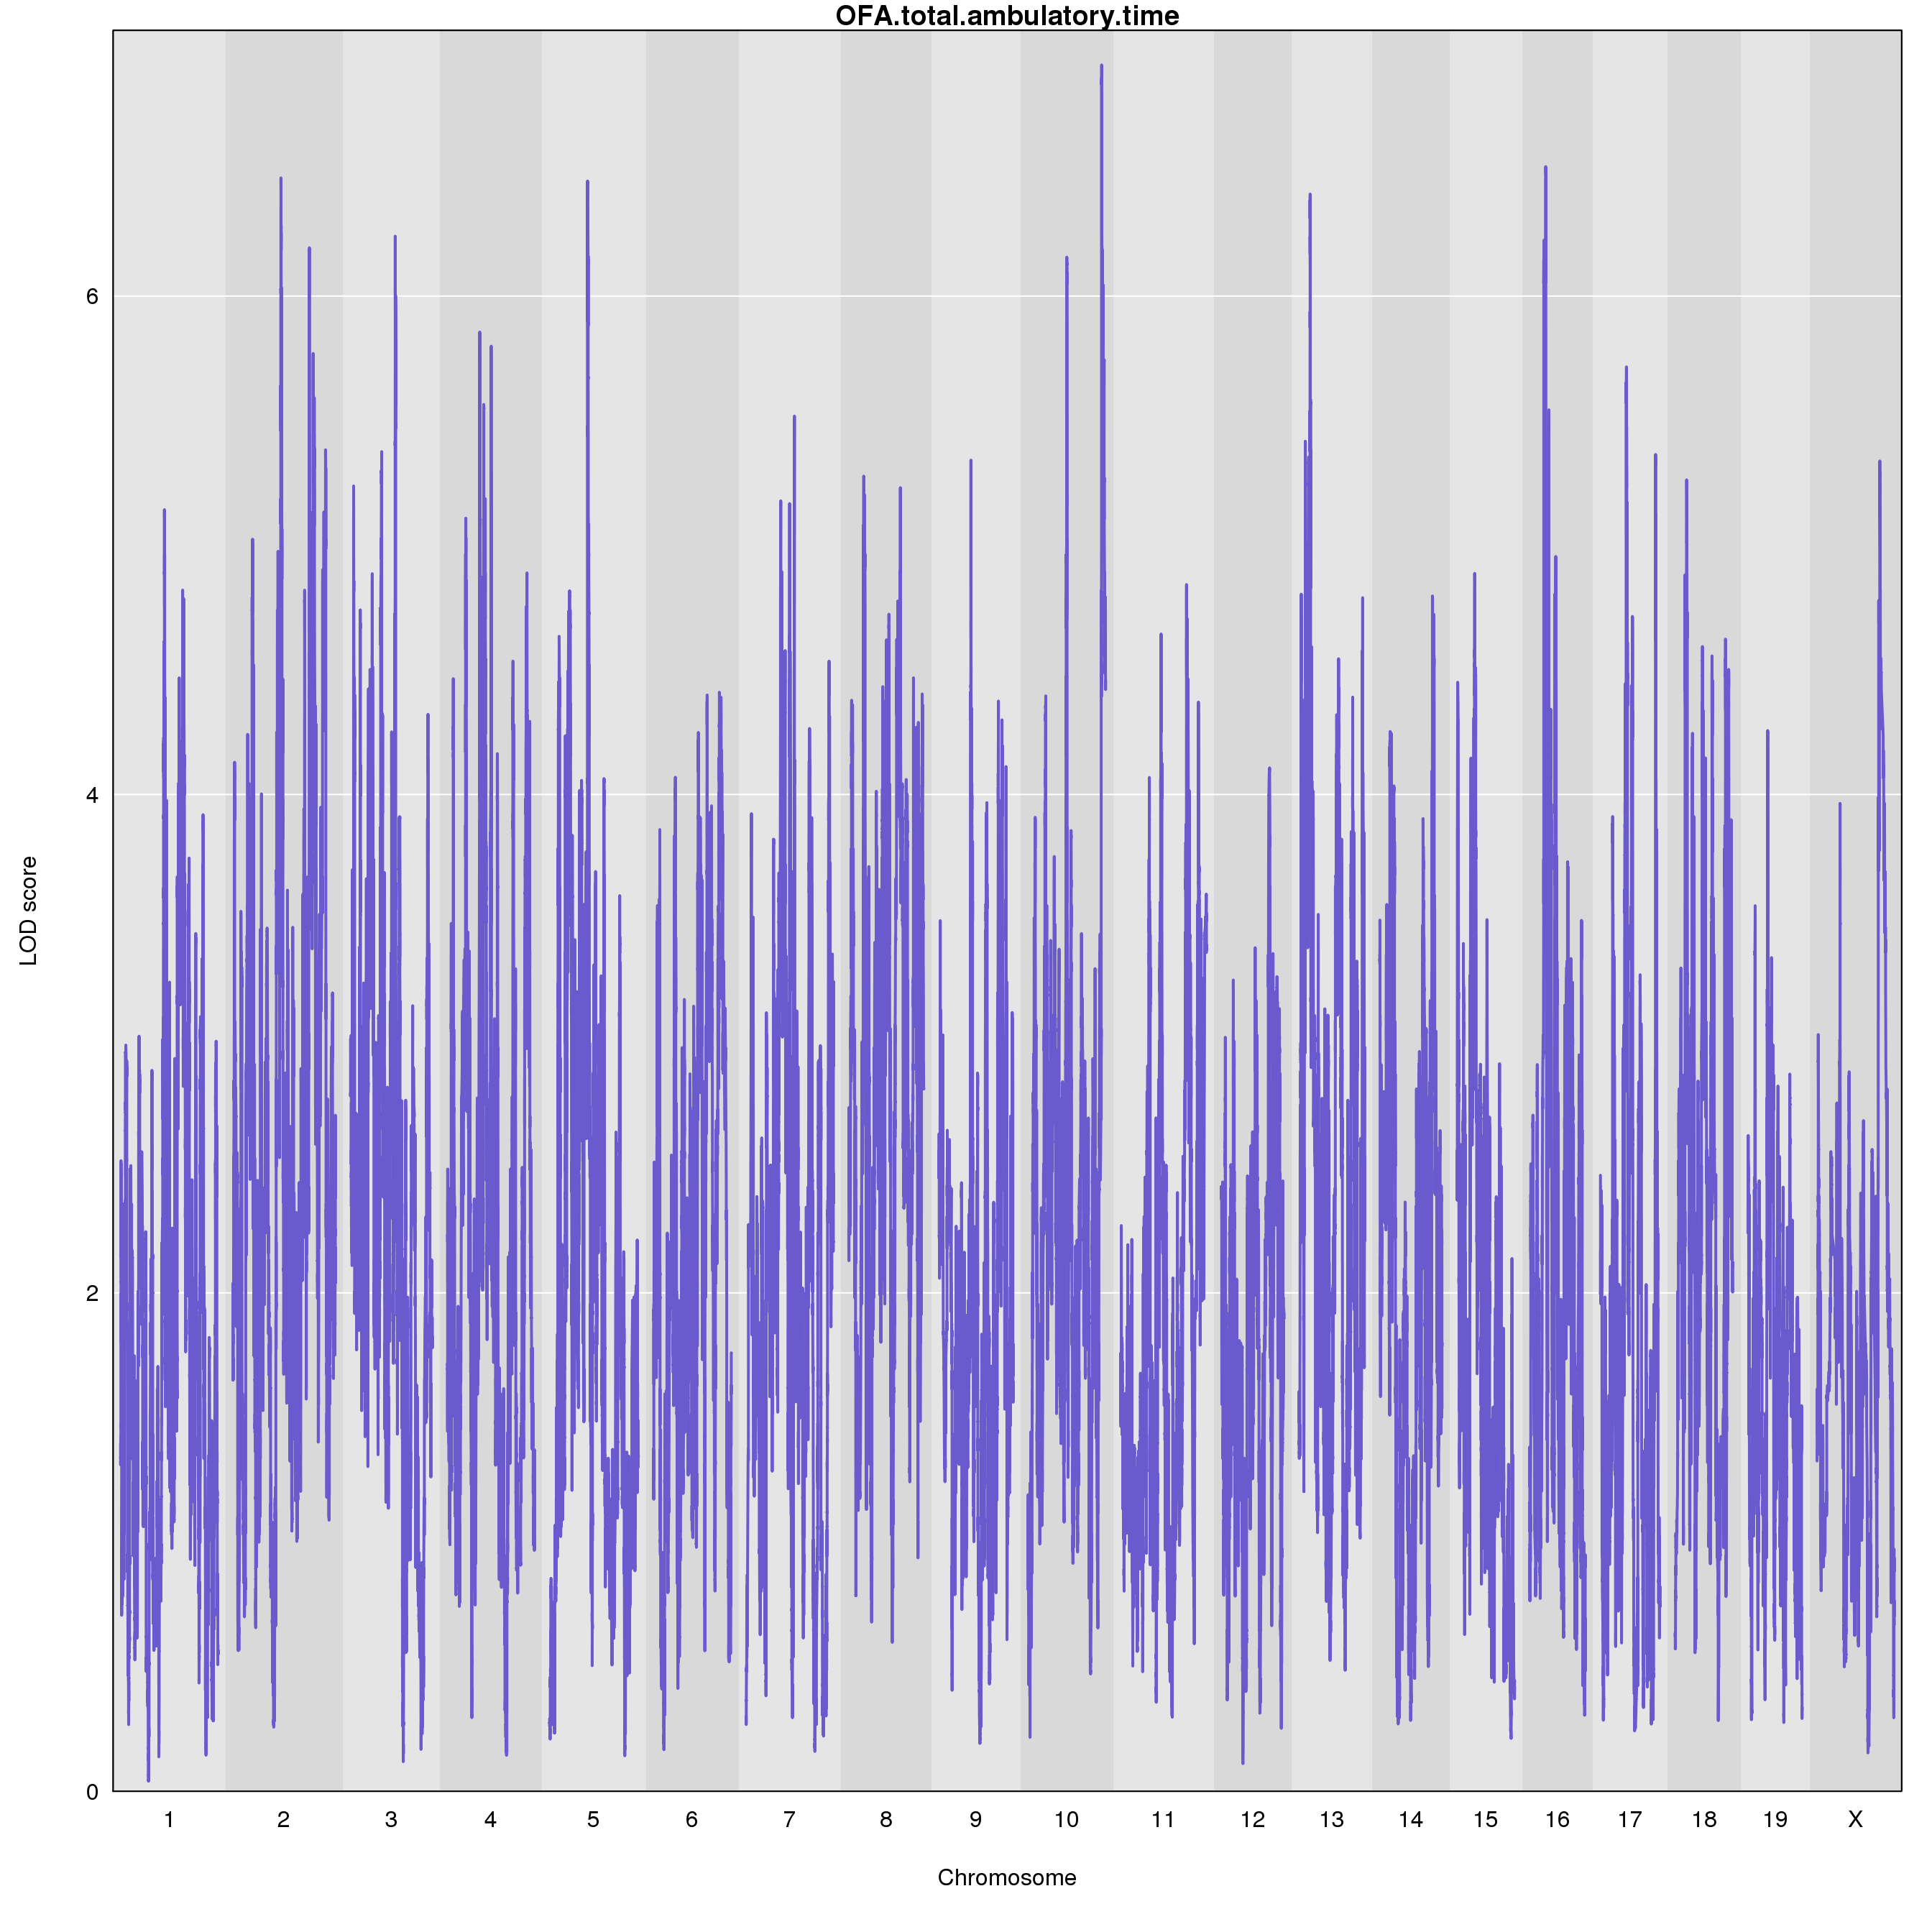 OFA.total.ambulatory.time
6
4
2
0
LOD score
1 2 3 4 5 6 7 8 9 10 11 12 13 14 15 16 17 18 19 X
Chromosome